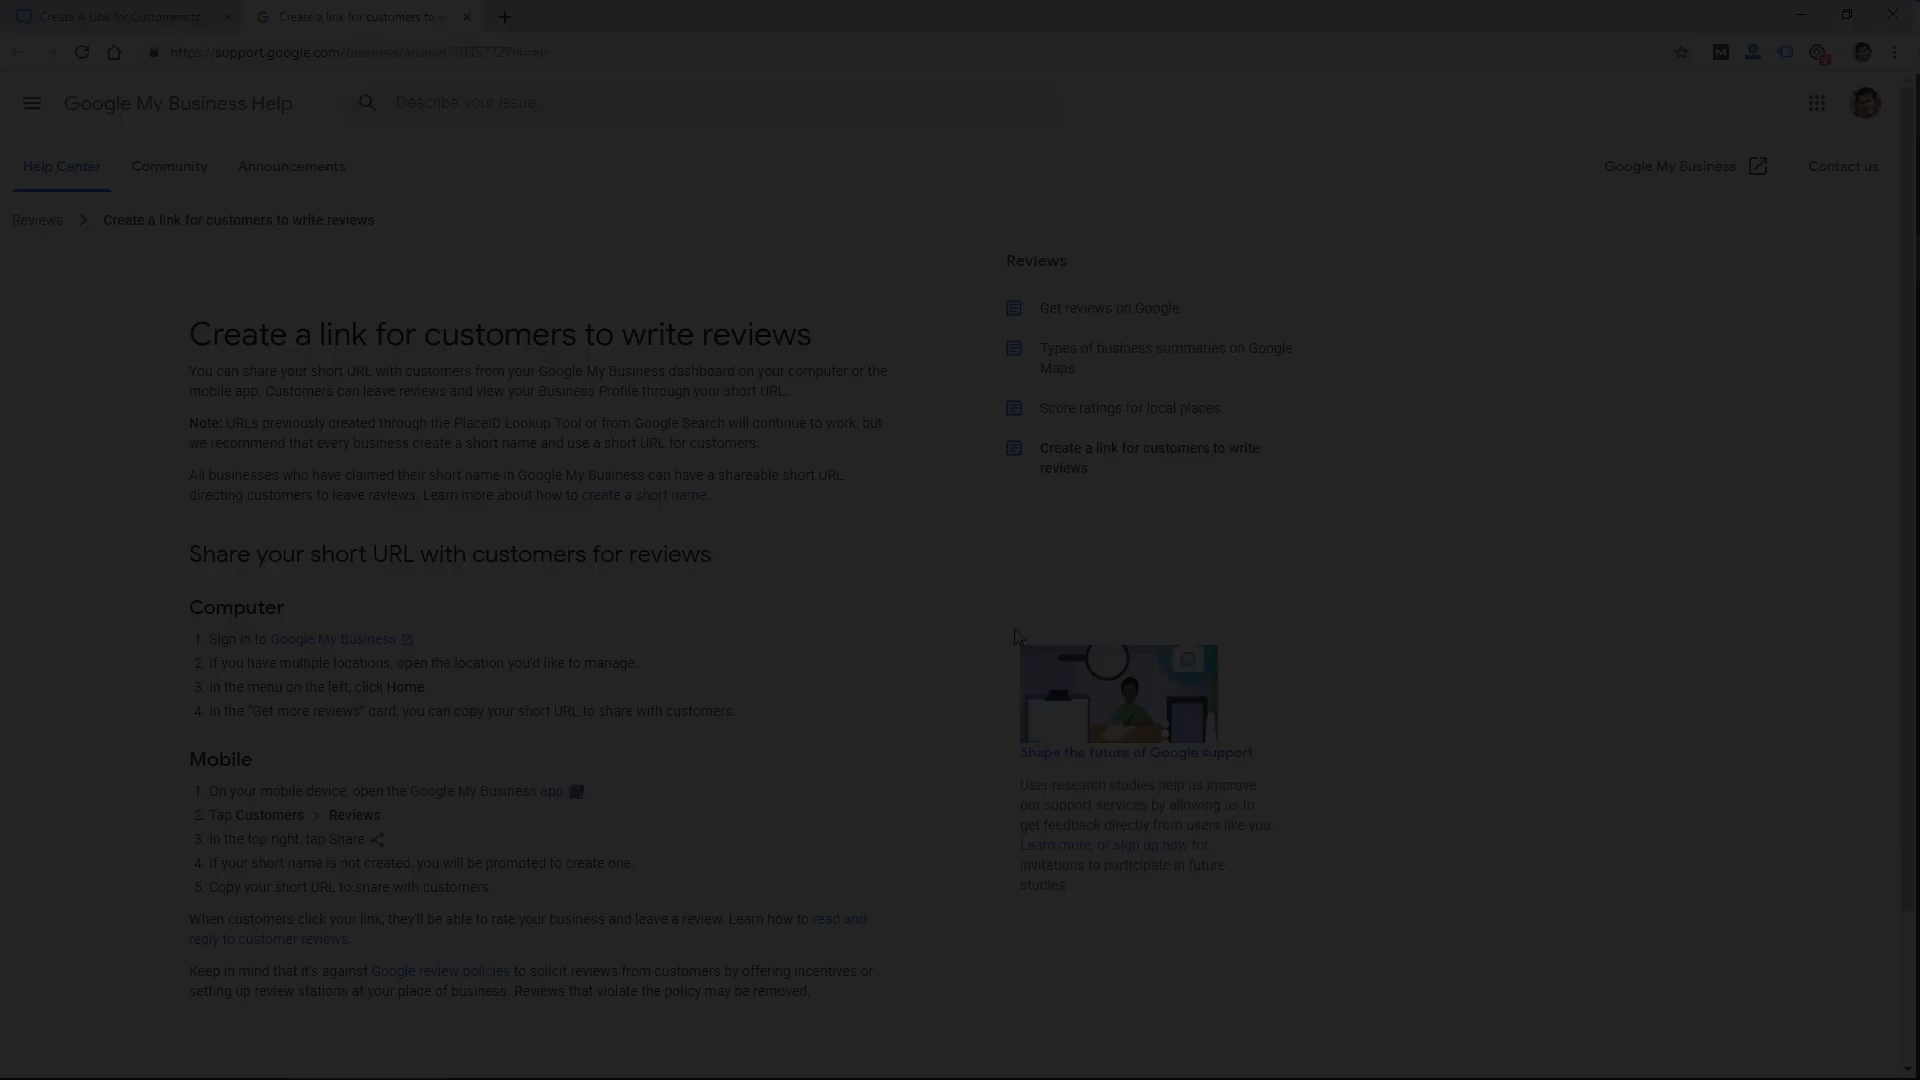 Create A Link for Customers to
Create a link for customers to
https://support.google.com/business/answer/7035772?hl=en
Google My Business Help
Describe your issue
Help Center
Community
Announcements
Google My Business
Contact us
Reviews
Create a link for customers to write reviews
Create a link for customers to write reviews
You can share your short URL with customers from your Google My Business dashboard on your computer or the
mobile app. Customers can leave reviews and view your Business Profile through your short URL.
Note: URLs previously created through the PlaceID Lookup Tool or from Google Search will continue to work, but
we recommend that every business create a short name and use a short URL for customers.
All businesses who have claimed their short name in Google My Business can have a shareable short URL
directing customers to leave reviews. Learn more about how to create a short name.
Share your short URL with customers for reviews
Computer
1. Sign in to Google My Business
2. If you have multiple locations, open the location you'd like to manage.
3. In the menu on the left, click Home.
4. In the "Get more reviews" card, you can copy your short URL to share with customers.
Mobile
1. On your mobile device, open the Google My Business app
2. Tap Customers > Reviews.
3. In the top right, tap Share
4. If your short name is not created, you will be prompted to create one.
5. Copy your short URL to share with customers.
When customers click your link, they'll be able to rate your business and leave a review. Learn how to read and
reply to customer reviews.
Keep in mind that it's against Google review policies to solicit reviews from customers by offering incentives or
setting up review stations at your place of business. Reviews that violate the policy may be removed.
Reviews
Get reviews on Google
Types of business summaries on Google
Maps
Score ratings for local places
Create a link for customers to write
reviews
Shape the future of Google support
User research studies help us improve
our support services by allowing us to
get feedback directly from users like you.
Learn more, or sign up now for
invitations to participate in future
studies.